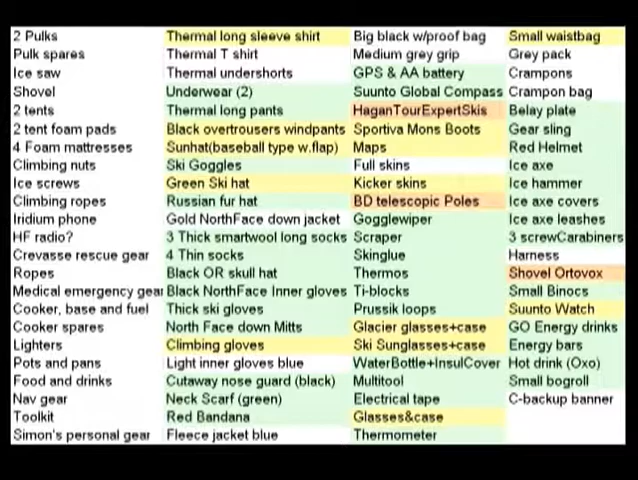 2 Pulks Thermal long sleeve shirt Big black w/proof bag Small waistbag
Pulk spares Thermal T shirt Medium grey grip Grey pack
Ice saw Thermal undershorts GPS & AA battery Crampons
Shovel Underwear (2) Suunto Global Compass Crampon bag
2 tents Thermal long pants HaganTourExpertSkis Belay plate
2 tent foam pads Black overtrousers windpants Sportiva Mons Boots Gear sling
4 Foam mattresses Sunhat(baseball type w.flap) Maps Red Helmet
Climbing nuts Ski Goggles Full skins Ice axe
Ice screws Green Ski hat Kicker skins Ice hammer
Climbing ropes Russian fur hat BD telescopic Poles Ice axe covers
Iridium phone Gold NorthFace down jacket Gogglewiper Ice axe leashes
HF radio? 3 Thick smartwool long socks Scraper 3 screwCarabiners
Crevasse rescue gear 4 Thin socks Skinglue Harness
Ropes Black OR skull hat Thermos Shovel Ortovox
Medical emergency gear Black NorthFace Inner gloves Ti-blocks Small Binocs
Cooker, base and fuel Thick ski gloves Prussik loops Suunto Watch
Cooker spares North Face down Mitts Glacier glasses+case GO Energy drinks
Lighters Climbing gloves Ski Sunglasses+case Energy bars
Pots and pans Light inner gloves blue WaterBottle+InsulCover Hot drink (Oxo)
Food and drinks Cutaway nose guard (black) Multitool Small bogroll
Nav gear Neck Scarf (green) Electrical tape C-backup banner
Toolkit Red Bandana Glasses&case
Simon's personal gear Fleece jacket blue Thermometer